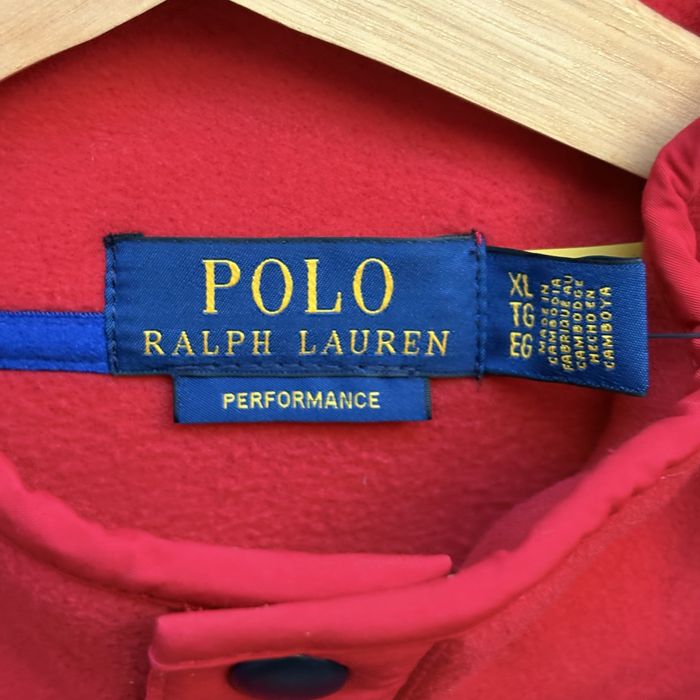 POLO
RALPH LAUREN
PERFORMANCE
XL
TG
EG
MADE IN
CAMBODIA
FABRIQUÉ AU
CAMBODGE
HECHO EN
CAMBOYA